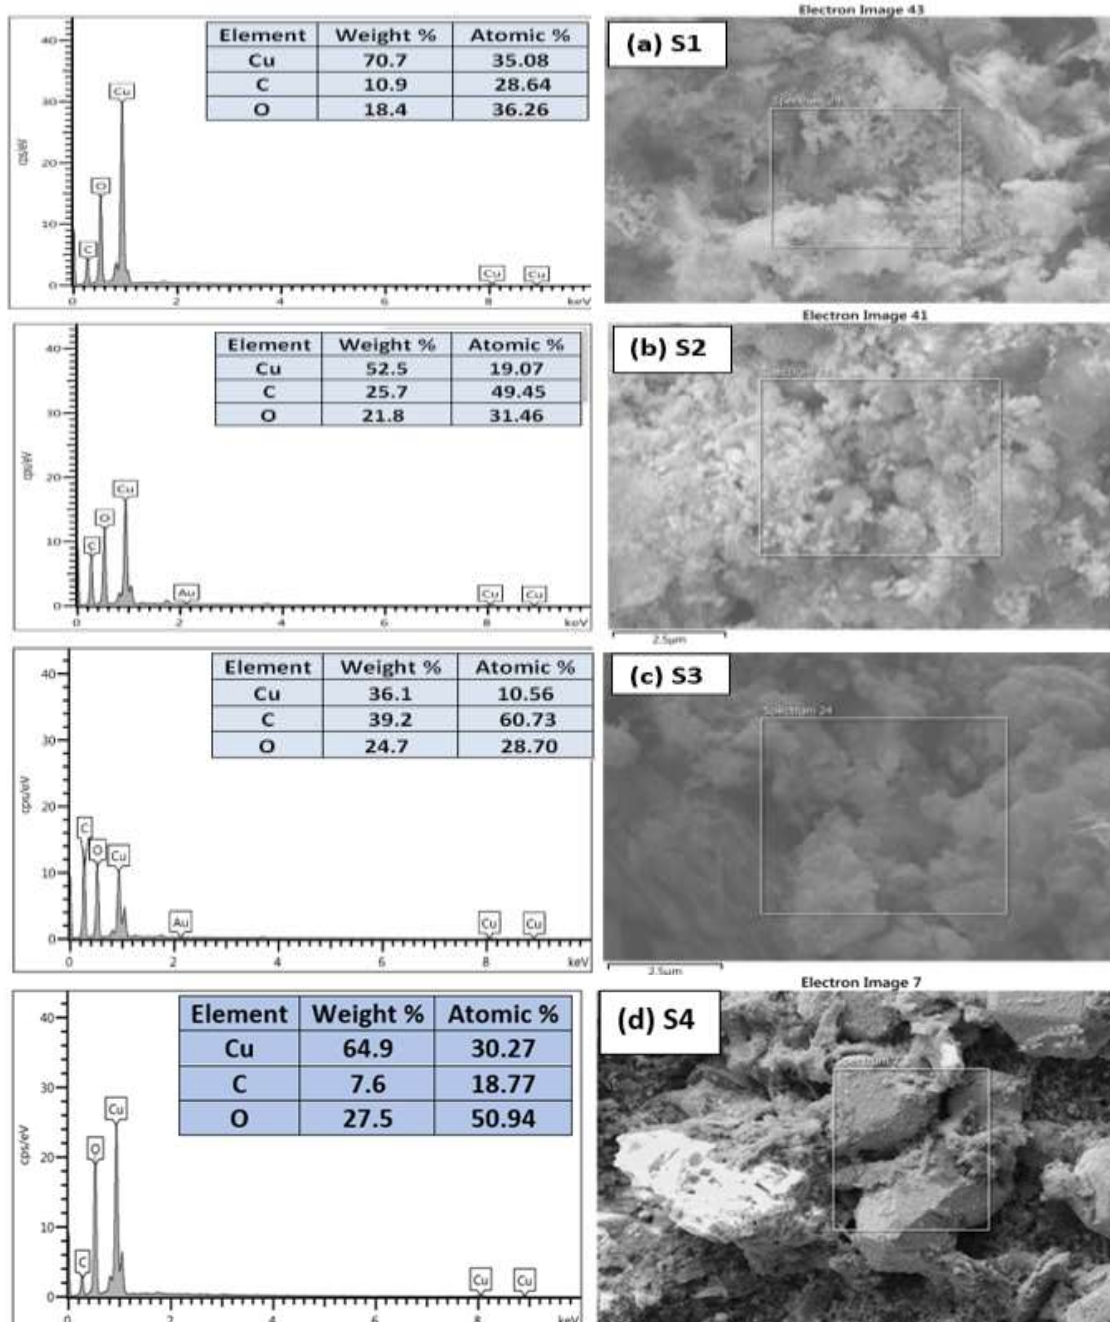 Electron Image 43
Element Weight % Atomic %
Cu 70.7 35.08
C 10.9 28.64
O 18.4 36.26
(a) S1
Spectrum
40
30
20
10
0
cps/eV
Cu
O
C
Cu Cu
0 2 4 6 8 keV
Electron Image 41
Element Weight % Atomic %
Cu 52.5 19.07
C 25.7 49.45
O 21.8 31.46
(b) S2
Spectrum
40
30
20
10
0
cps/eV
Cu
O
C
Au
Cu Cu
0 2 4 6 8 keV
2.5µm
Element Weight % Atomic %
Cu 36.1 10.56
C 39.2 60.73
O 24.7 28.70
(c) S3
Spectrum 24
40
30
20
10
0
cps/eV
C
O
Cu
Au
Cu Cu
0 2 4 6 8 keV
2.5µm
Electron Image 7
Element Weight % Atomic %
Cu 64.9 30.27
C 7.6 18.77
O 27.5 50.94
(d) S4
Spectrum
40
30
20
10
0
cps/eV
Cu
O
C
Cu Cu
0 2 4 6 8 keV